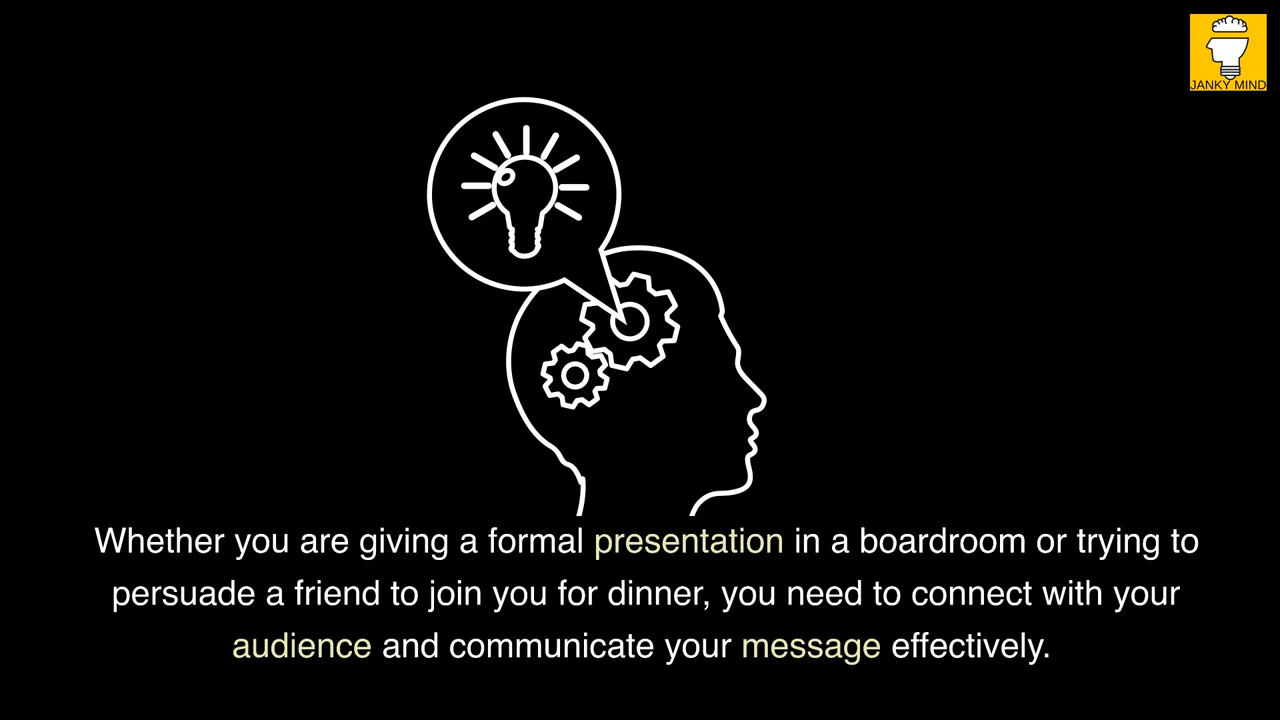 JANKY MIND
Whether you are giving a formal presentation in a boardroom or trying to
persuade a friend to join you for dinner, you need to connect with your
audience and communicate your message effectively.